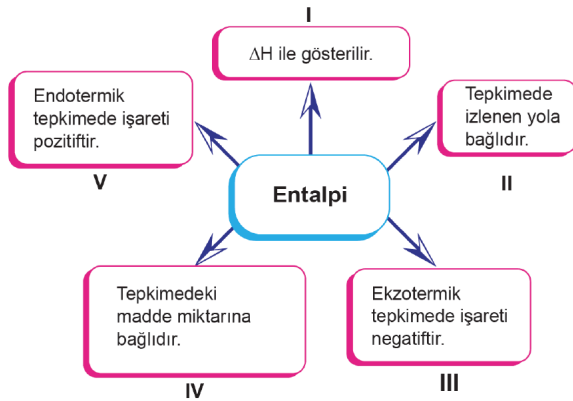 I
ΔH ile gösterilir.
Endotermik
tepkimede işareti
pozitiftir.
V
Tepkimede
izlenen yola
bağlıdır.
II
Entalpi
Tepkimedeki
madde miktarına
bağlıdır.
IV
Ekzotermik
tepkimede işareti
negatiftir.
III